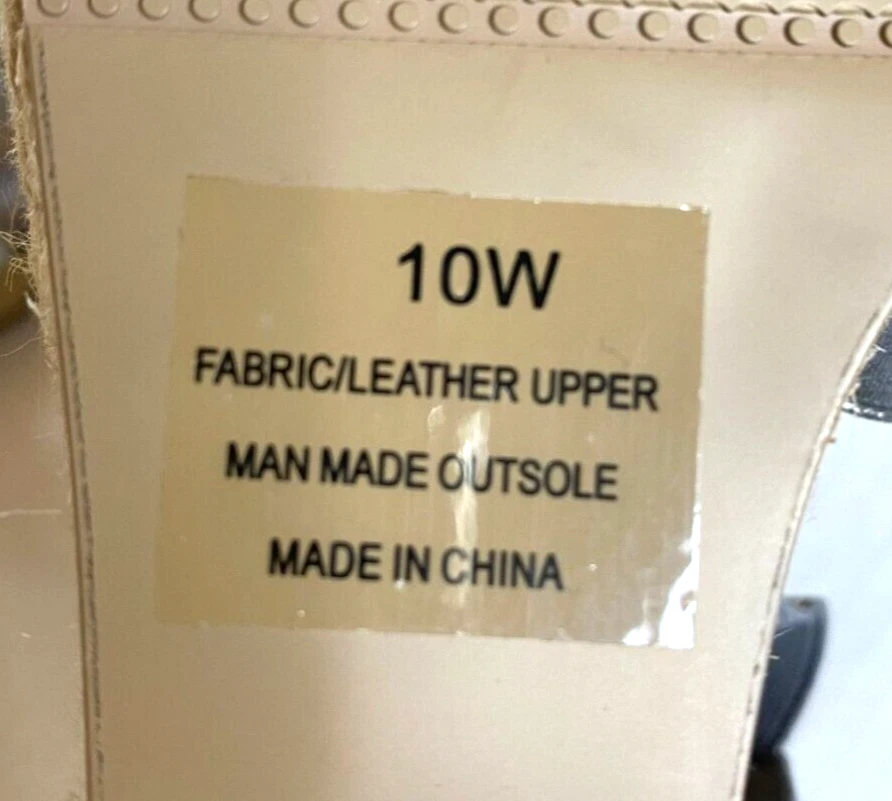 10W
FABRIC/LEATHER UPPER
MAN MADE OUTSOLE
MADE IN CHINA